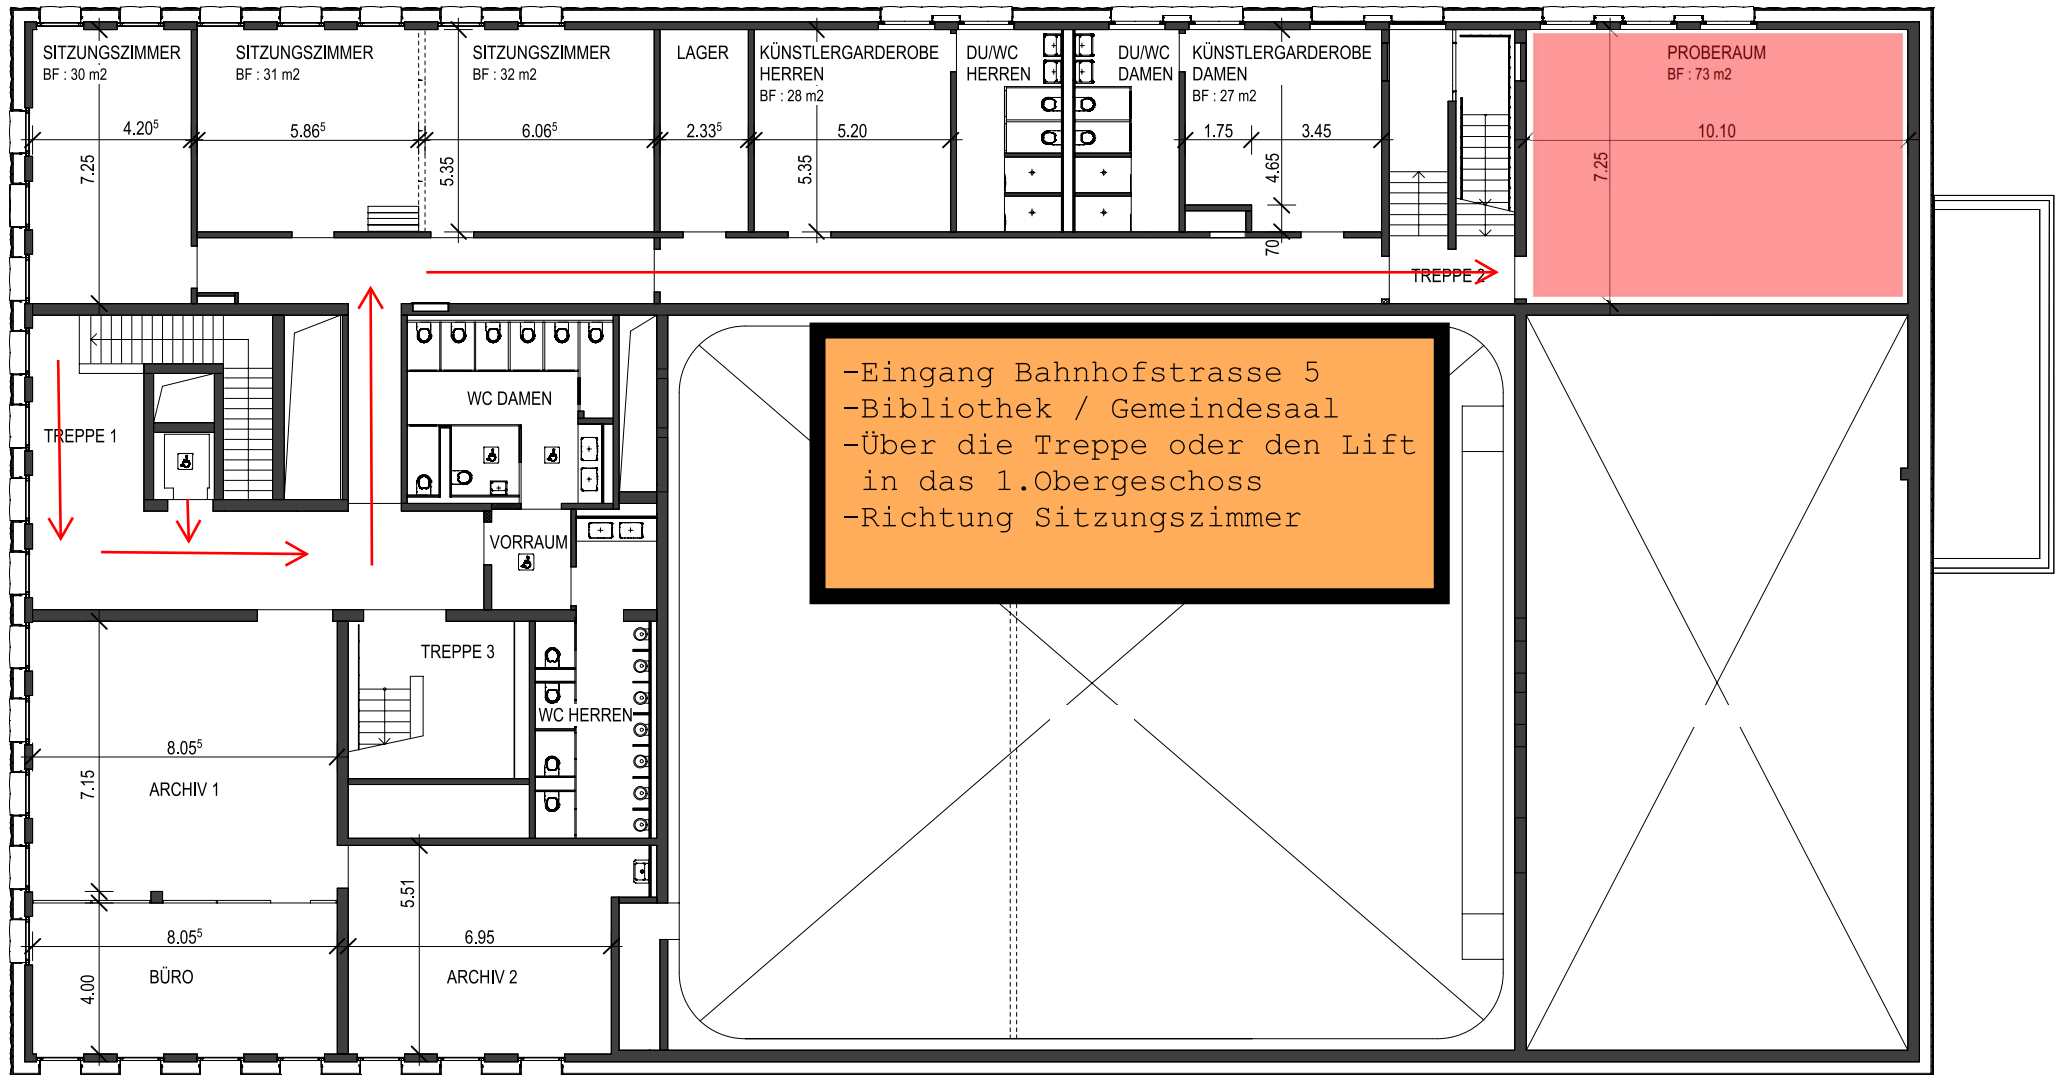 SITZUNGSZIMMER
BF : 30 m2
SITZUNGSZIMMER
BF : 31 m2
SITZUNGSZIMMER
BF : 32 m2
LAGER
KÜNSTLERGARDEROBE
HERREN
BF : 28 m2
DU/WC
HERREN
DU/WC
DAMEN
KÜNSTLERGARDEROBE
DAMEN
BF : 27 m2
PROBERAUM
BF : 73 m2
4.20⁵
5.86⁵
6.06⁵
2.33⁵
5.20
1.75
3.45
10.10
7.25
5.35
5.35
4.65
70
7.25
TREPPE 2
TREPPE 1
WC DAMEN
VORRAUM
-Eingang Bahnhofstrasse 5
-Bibliothek / Gemeindesaal
-Über die Treppe oder den Lift
in das 1.Obergeschoss
-Richtung Sitzungszimmer
TREPPE 3
WC HERREN
8.05⁵
7.15
ARCHIV 1
5.51
8.05⁵
6.95
4.00
BÜRO
ARCHIV 2